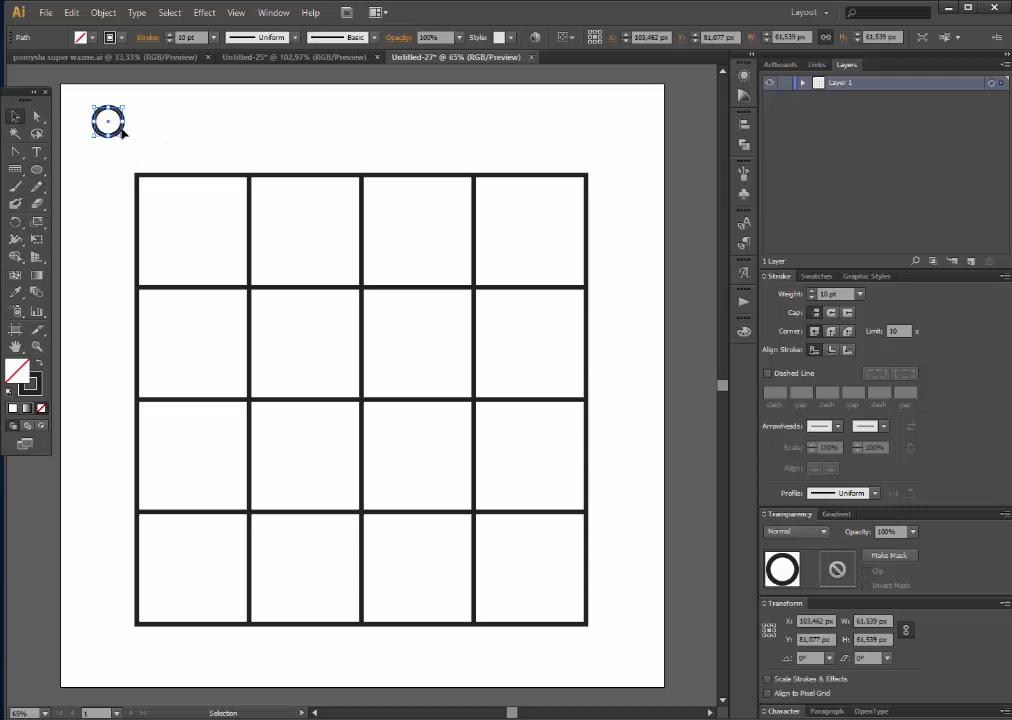 Ai File Edit Object Type Select Effect View Window Help Layout
Path Stroke: 10 pt Uniform Basic Opacity: 100% Style: X: 103,462 px Y: 81,077 px W: 61,539 px H: 61,539 px
pomyslu super wazne.ai @ 33,33% (RGB/Preview) × Untitled-25* @ 102,97% (RGB/Preview) × Untitled-27* @ 65% (RGB/Preview) ×
Artboards Links Layers
Layer 1
1 Layer
Stroke Swatches Graphic Styles
Weight: 10 pt
Cap:
Corner: Limit: 10 x
Align Stroke:
Dashed Line
dash gap dash gap dash gap
Arrowheads:
Scale: 100% 100%
Align:
Profile: Uniform
Transparency Gradient
Normal Opacity: 100%
Make Mask
Clip
Invert Mask
Transform
X: 103,462 px W: 61,539 px
Y: 81,077 px H: 61,539 px
0° 0°
Scale Strokes & Effects
Align to Pixel Grid
Character Paragraph OpenType
65% 1 Selection